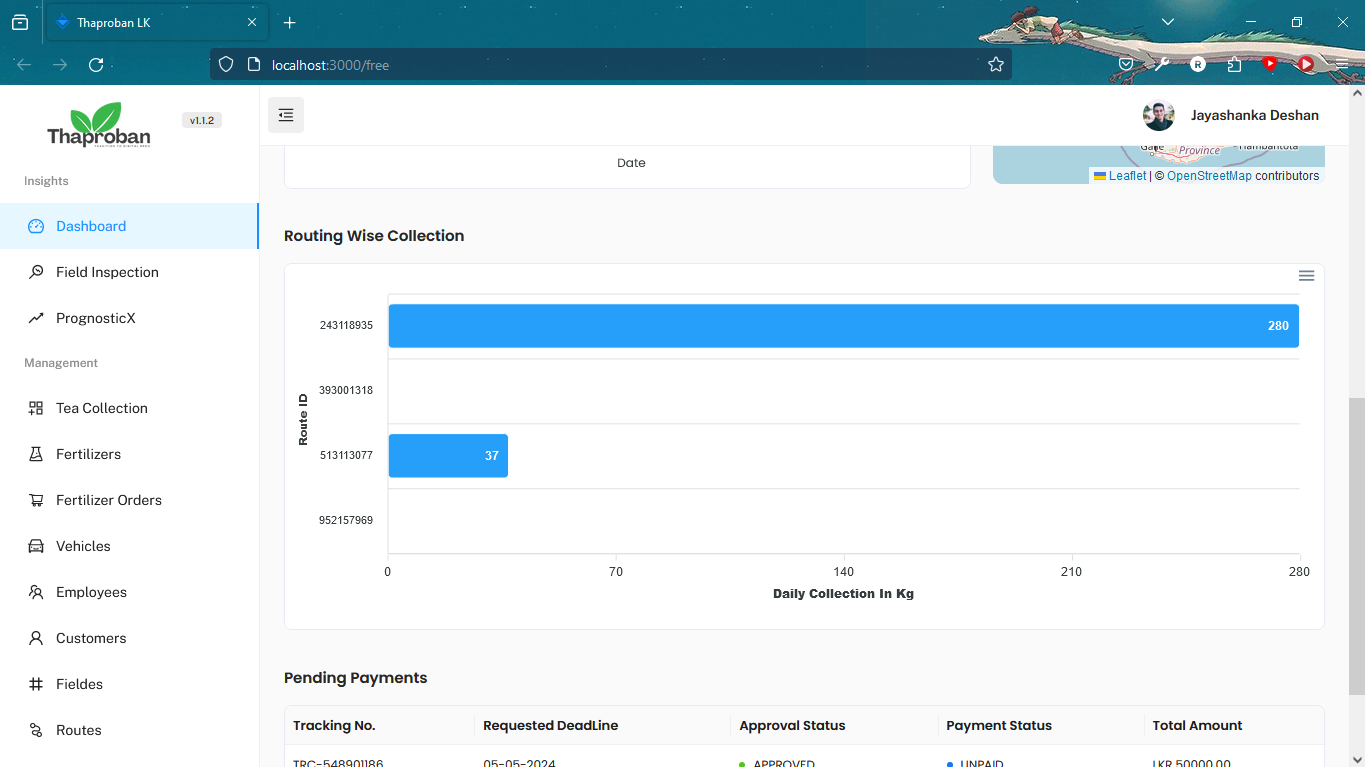 Thaproban LK
localhost:3000/free
R
Thaproban
v1.1.2
Jayashanka Deshan
Insights
Dashboard
Field Inspection
PrognosticX
Management
Tea Collection
Fertilizers
Fertilizer Orders
Vehicles
Employees
Customers
Fieldes
Routes
Date
Galle Province Hambantota
Leaflet | © OpenStreetMap contributors
Routing Wise Collection
243118935 280
393001318
Route ID
513113077 37
952157969
0 70 140 210 280
Daily Collection In Kg
Pending Payments
Tracking No. Requested DeadLine Approval Status Payment Status Total Amount
TRC-548901186 05-05-2024 APPROVED UNPAID LKR 50000.00